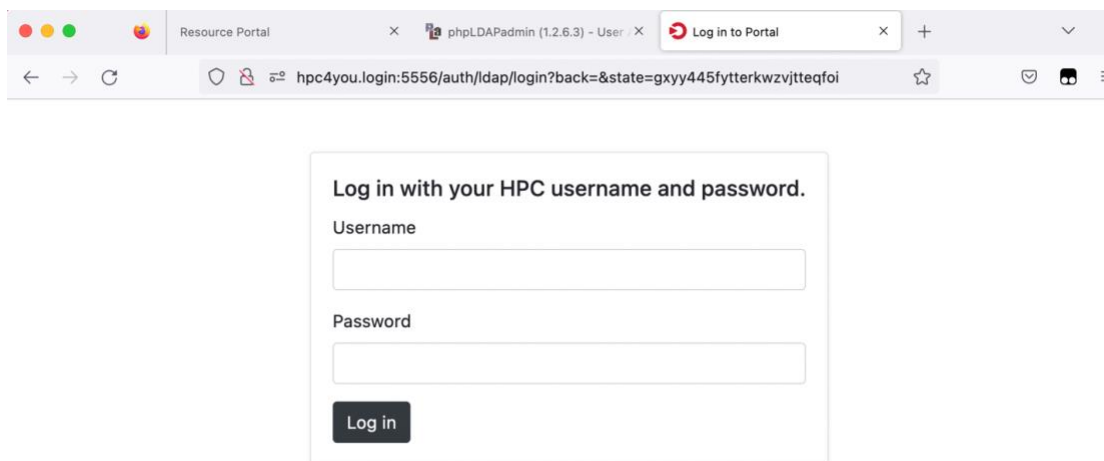 Resource Portal
phpLDAPadmin (1.2.6.3) - User
Log in to Portal
hpc4you.login:5556/auth/ldap/login?back=&state=gxyy445fytterkwzvjtteqfoi
Log in with your HPC username and password.
Username
Password
Log in